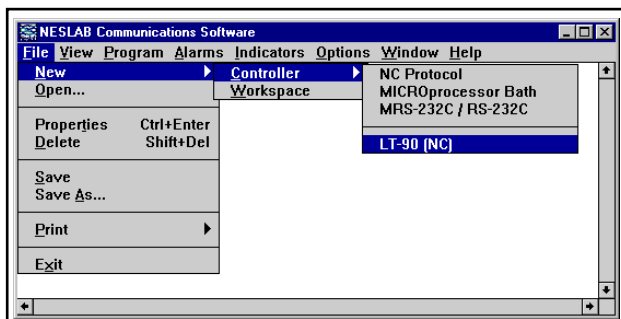 NESLAB Communications Software
File View Program Alarms Indicators Options Window Help
New
Open...
Properties Ctrl+Enter
Delete Shift+Del
Save
Save As...
Print
Exit
Controller
Workspace
NC Protocol
MICROprocessor Bath
MRS-232C / RS-232C
LT-90 (NC)